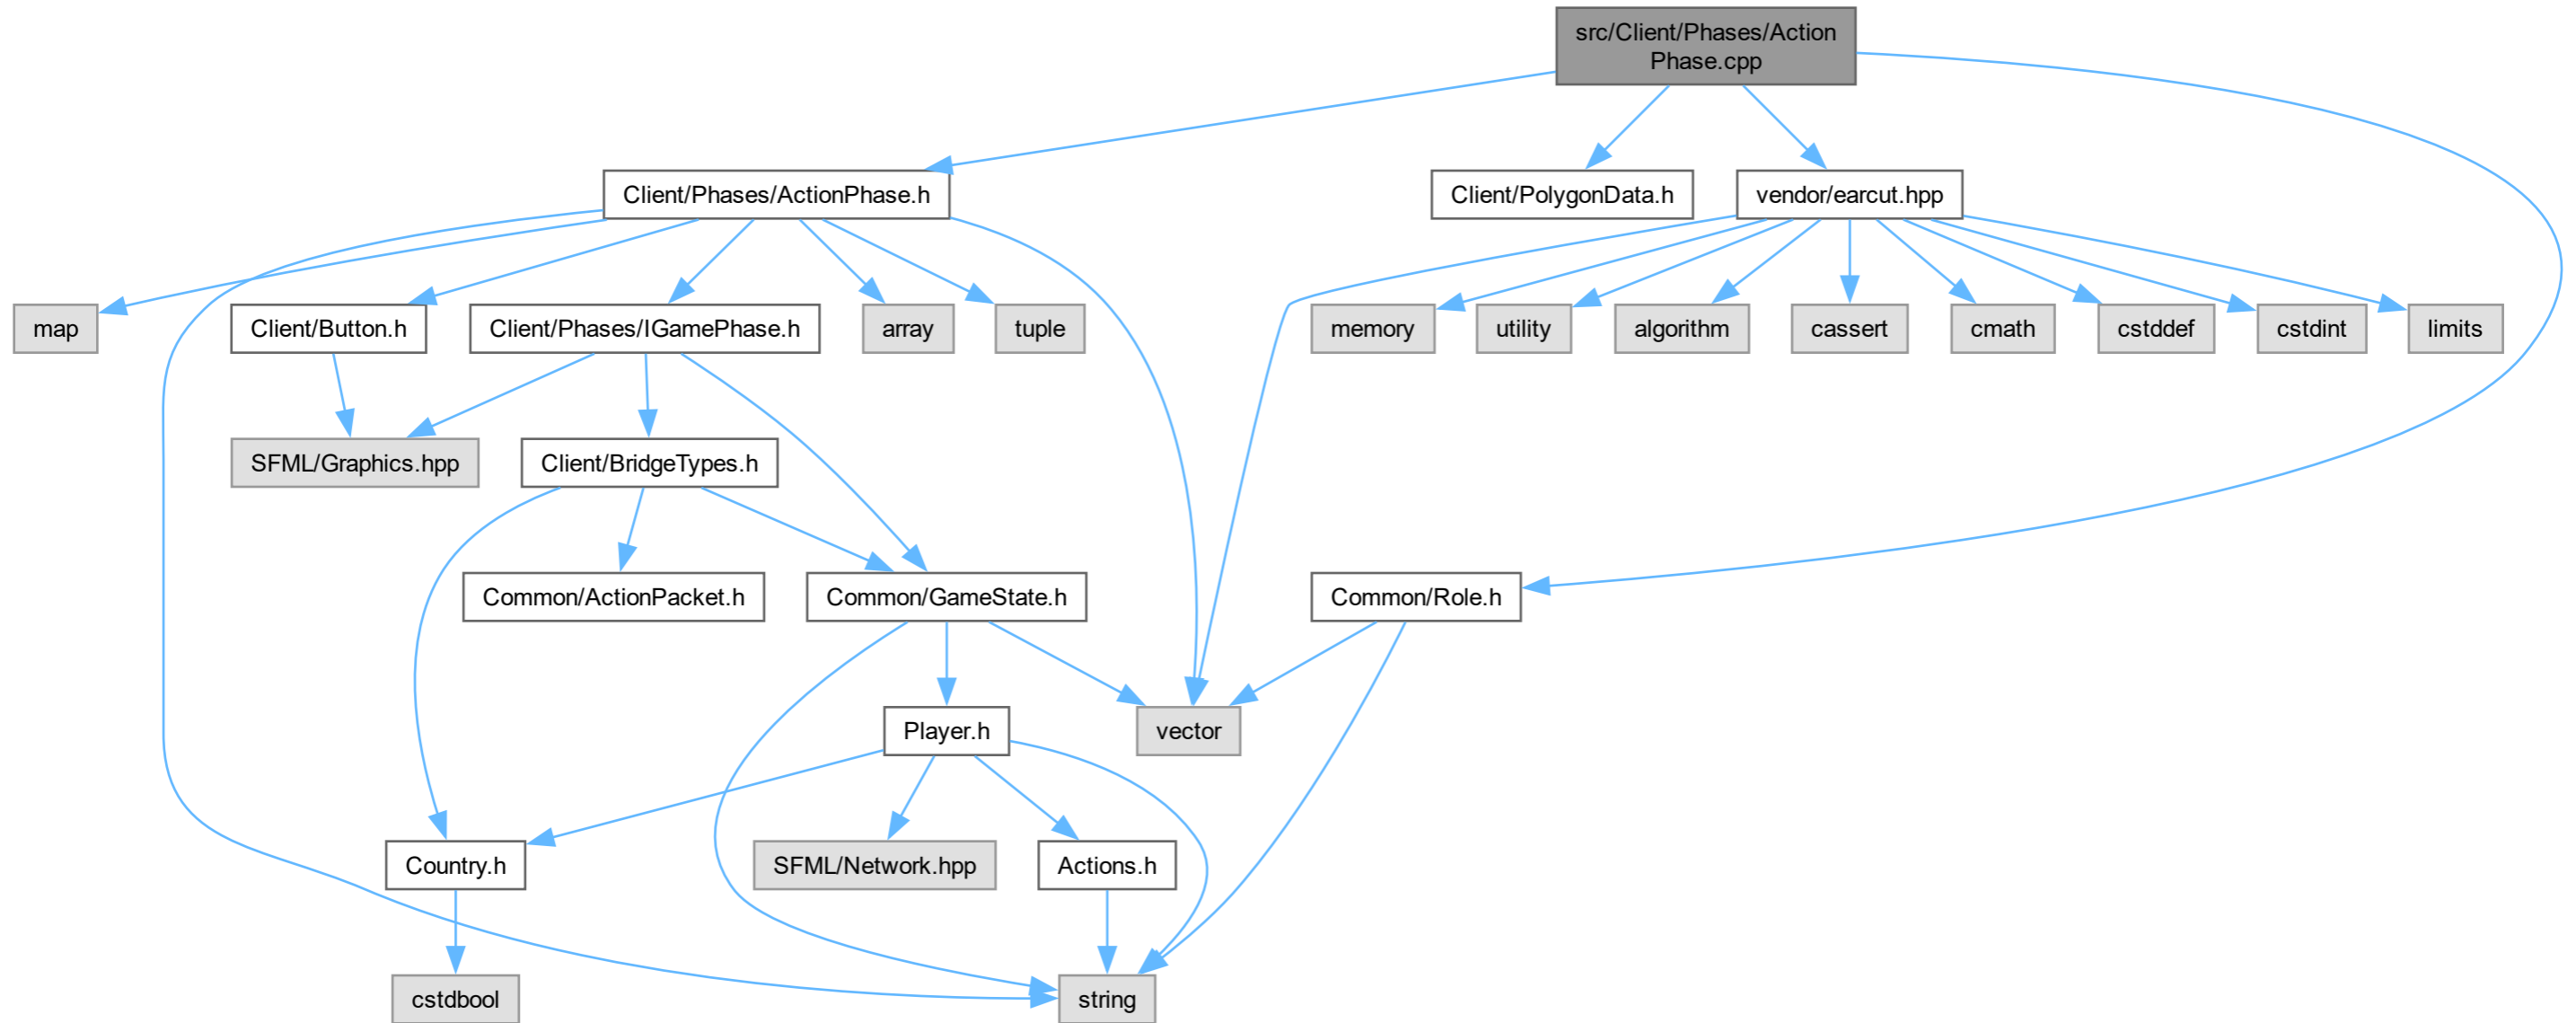 src/Client/Phases/Action
Phase.cpp
Client/Phases/ActionPhase.h
Client/PolygonData.h
vendor/earcut.hpp
map
Client/Button.h
Client/Phases/IGamePhase.h
array
tuple
memory
utility
algorithm
cassert
cmath
cstddef
cstdint
limits
SFML/Graphics.hpp
Client/BridgeTypes.h
Common/ActionPacket.h
Common/GameState.h
Common/Role.h
Player.h
vector
Country.h
SFML/Network.hpp
Actions.h
cstdbool
string